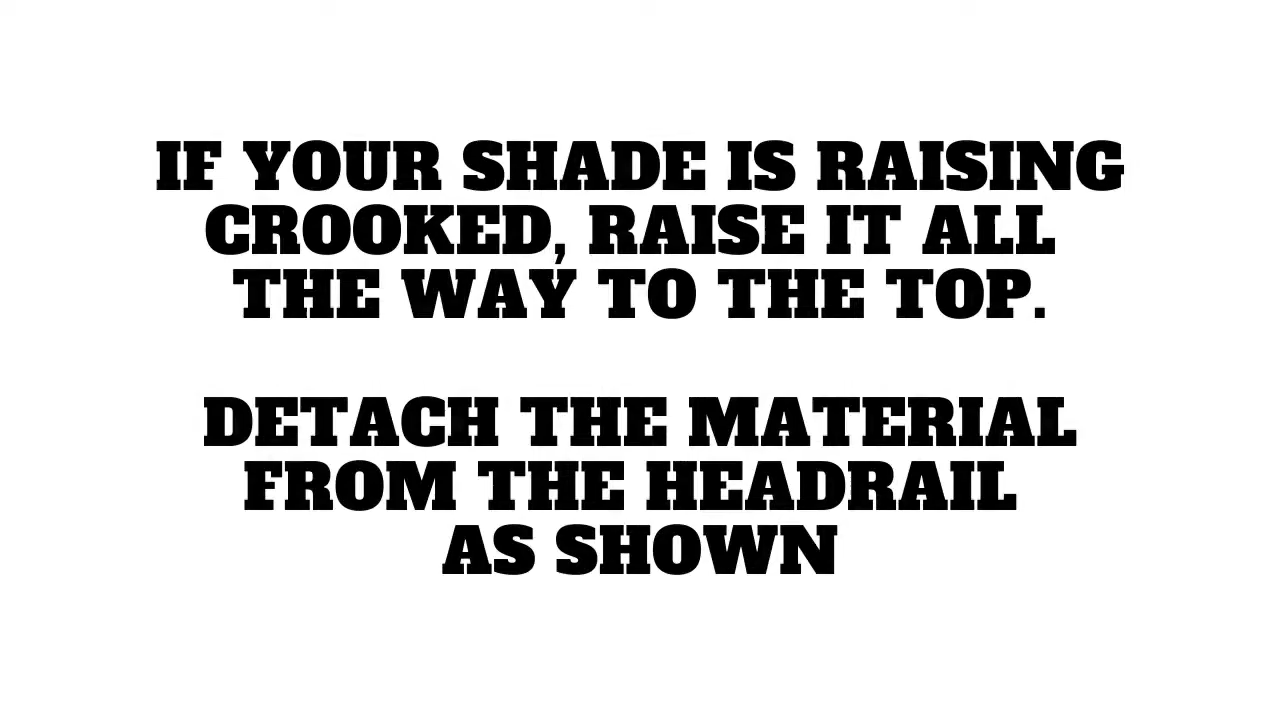 IF YOUR SHADE IS RAISING
CROOKED, RAISE IT ALL
THE WAY TO THE TOP.
DETACH THE MATERIAL
FROM THE HEADRAIL
AS SHOWN